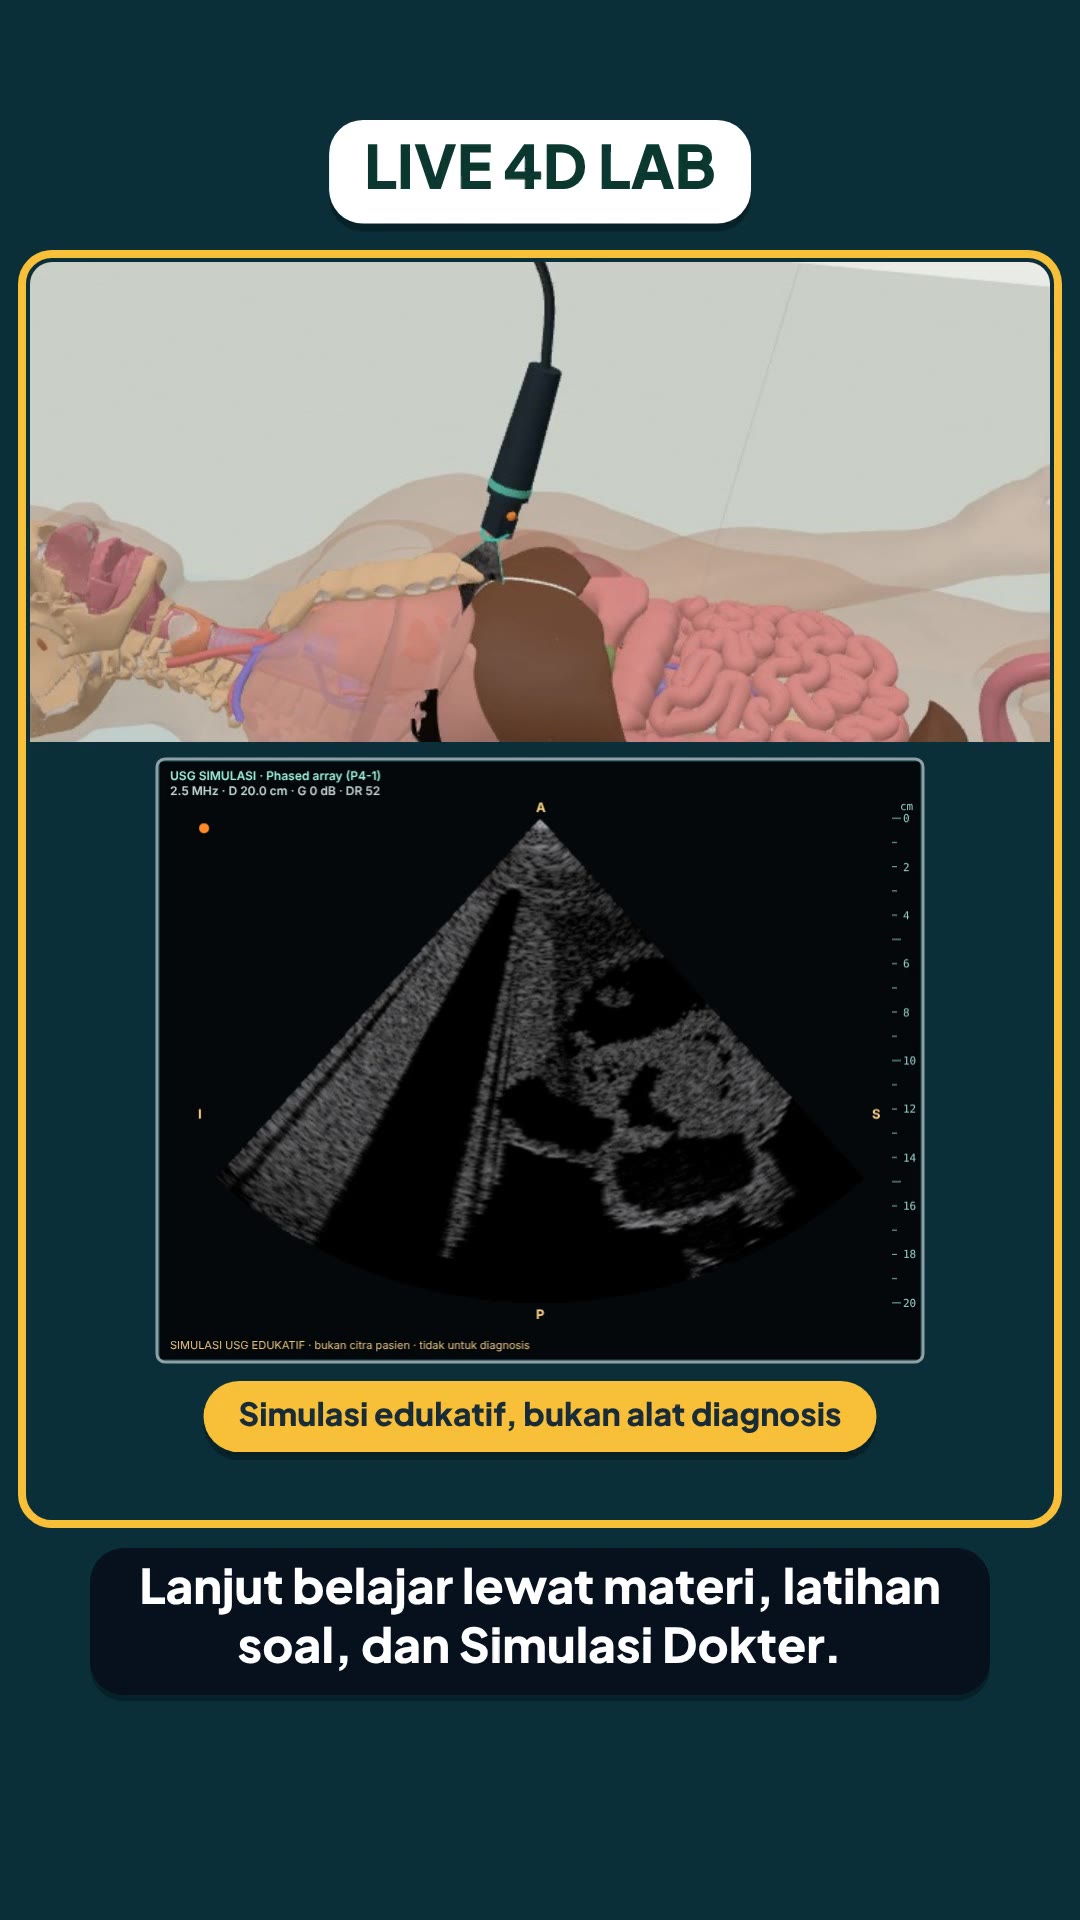 LIVE 4D LAB
USG SIMULASI · Phased array (P4-1)
2.5 MHz · D 20.0 cm · G 0 dB · DR 52
A
cm
0
2
4
6
8
10
I
12
S
14
16
18
20
P
SIMULASI USG EDUKATIF · bukan citra pasien · tidak untuk diagnosis
Simulasi edukatif, bukan alat diagnosis
Lanjut belajar lewat materi, latihan
soal, dan Simulasi Dokter.